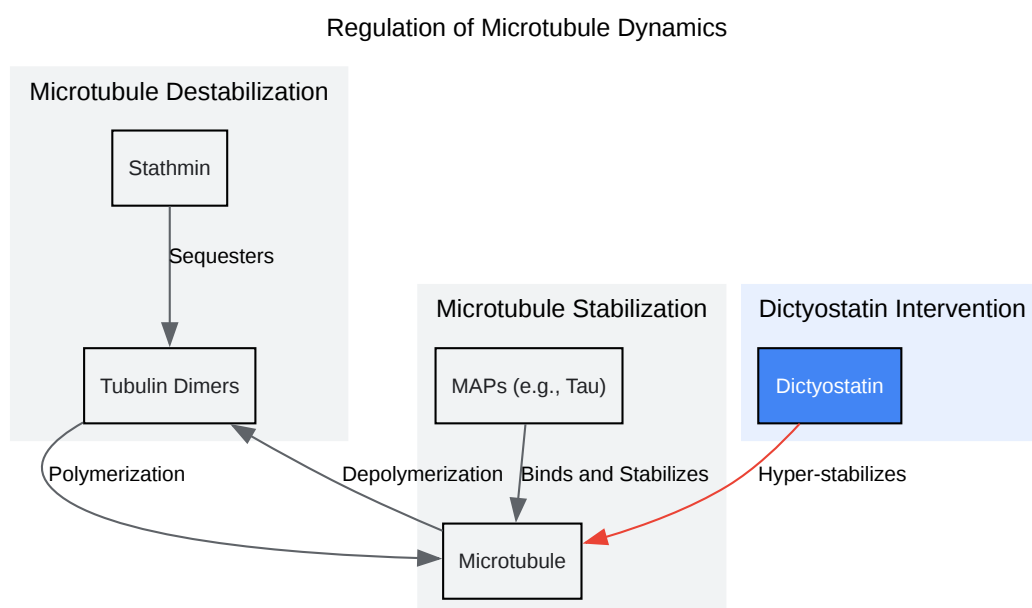 Regulation of Microtubule Dynamics
Microtubule Destabilization
Stathmin
Sequesters
Microtubule Stabilization
Dictyostatin Intervention
Tubulin Dimers
MAPs (e.g., Tau)
Dictyostatin
Polymerization
Depolymerization
Binds and Stabilizes
Hyper-stabilizes
Microtubule